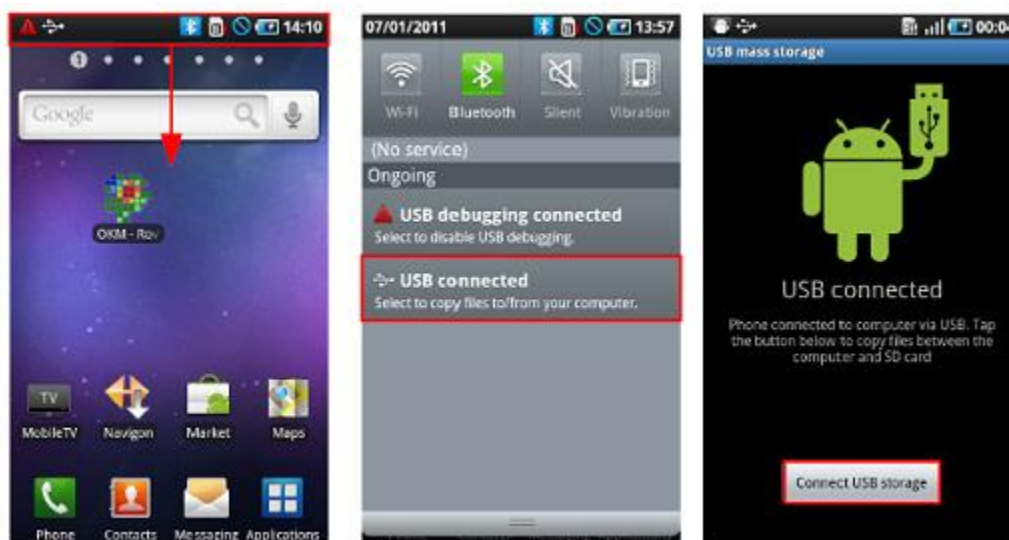 14:10
1
Google
OKM - Rov
TV
MobileTV
Navigon
Market
Maps
Phone
Contacts
Messaging
Applications
07/01/2011
13:57
Wi-Fi
Bluetooth
Silent
Vibration
(No service)
Ongoing
USB debugging connected
Select to disable USB debugging.
USB connected
Select to copy files to/from your computer.
00:04
USB mass storage
USB connected
Phone connected to computer via USB. Tap
the button below to copy files between the
computer and SD card
Connect USB storage